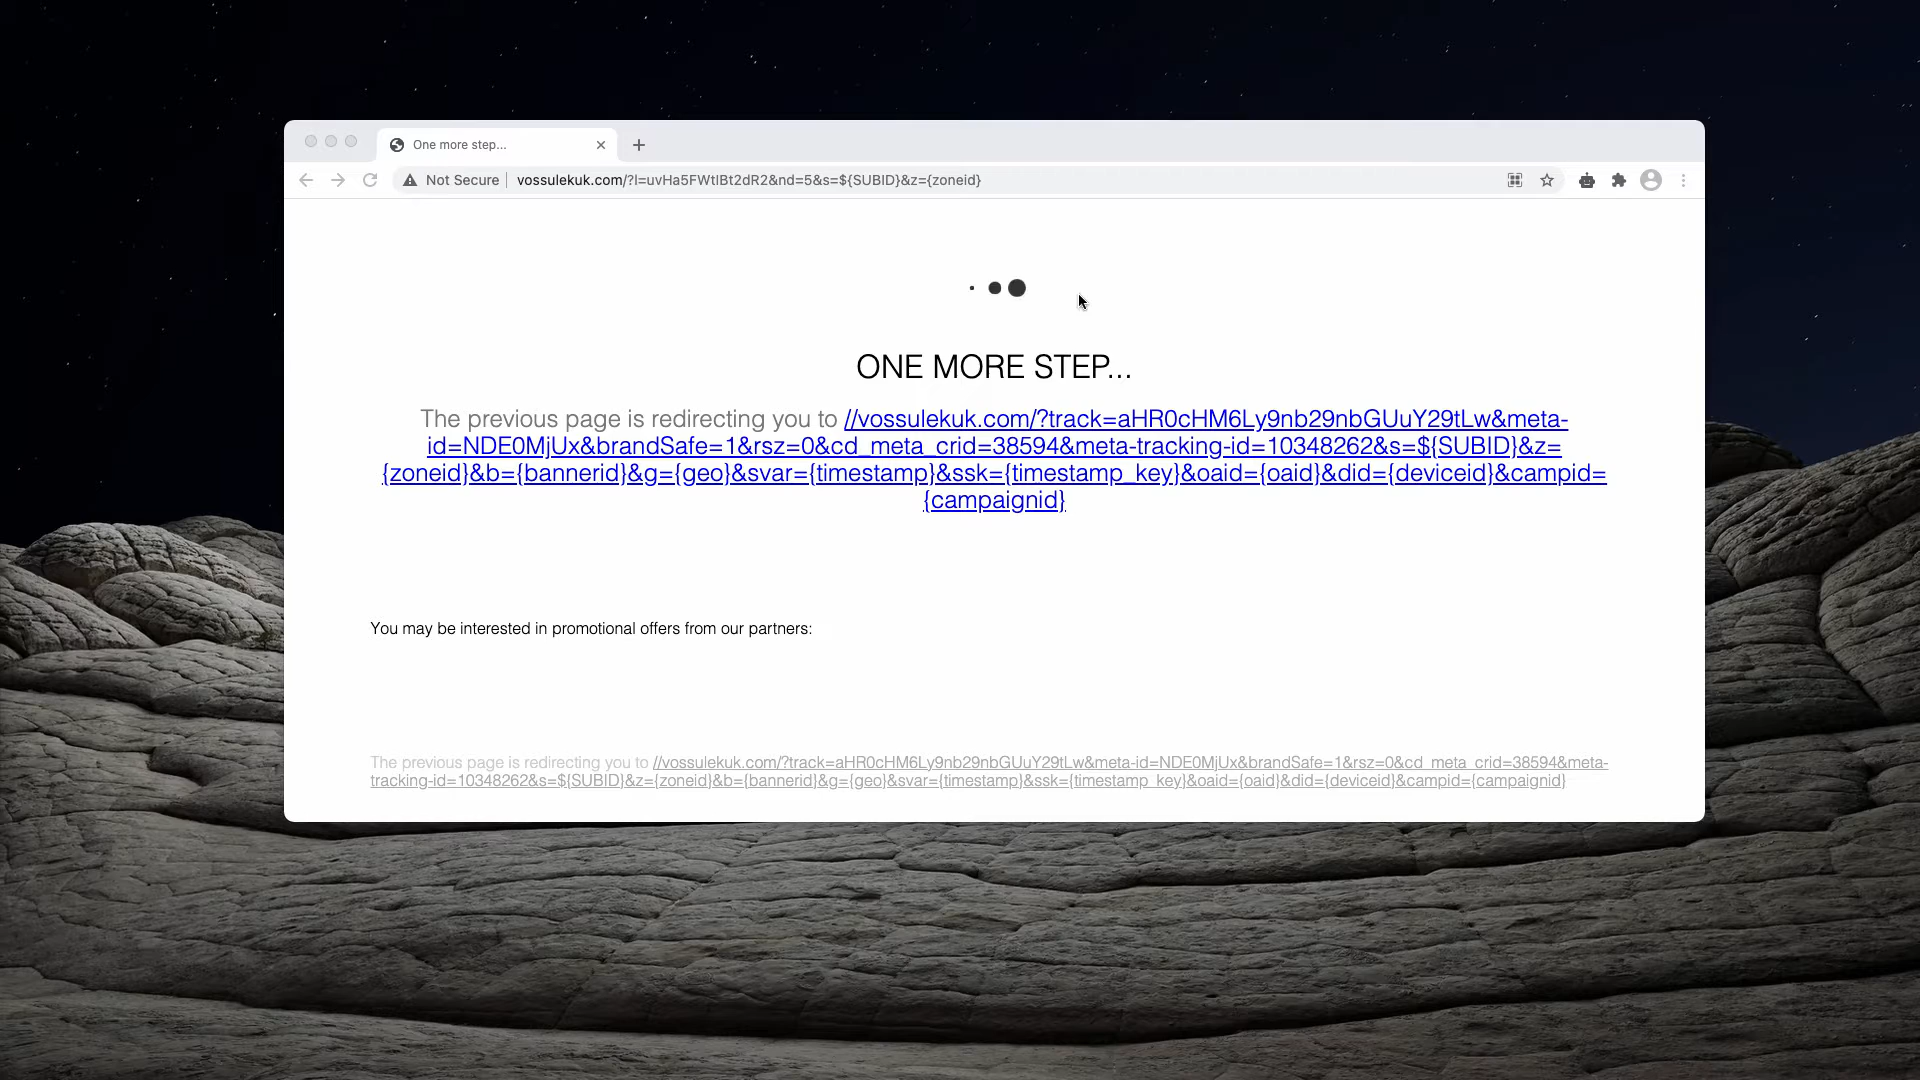 One more step...
Not Secure vossulekuk.com/?l=uvHa5FWtlBt2dR2&nd=5&s=${SUBID}&z={zoneid}
ONE MORE STEP...
The previous page is redirecting you to //vossulekuk.com/?track=aHR0cHM6Ly9nb29nbGUuY29tLw&meta-
id=NDE0MjUx&brandSafe=1&rsz=0&cd_meta_crid=38594&meta-tracking-id=10348262&s=${SUBID}&z=
{zoneid}&b={bannerid}&g={geo}&svar={timestamp}&ssk={timestamp_key}&oaid={oaid}&did={deviceid}&campid=
{campaignid}
You may be interested in promotional offers from our partners:
The previous page is redirecting you to //vossulekuk.com/?track=aHR0cHM6Ly9nb29nbGUuY29tLw&meta-id=NDE0MjUx&brandSafe=1&rsz=0&cd_meta_crid=38594&meta-
tracking-id=10348262&s=${SUBID}&z={zoneid}&b={bannerid}&g={geo}&svar={timestamp}&ssk={timestamp_key}&oaid={oaid}&did={deviceid}&campid={campaignid}